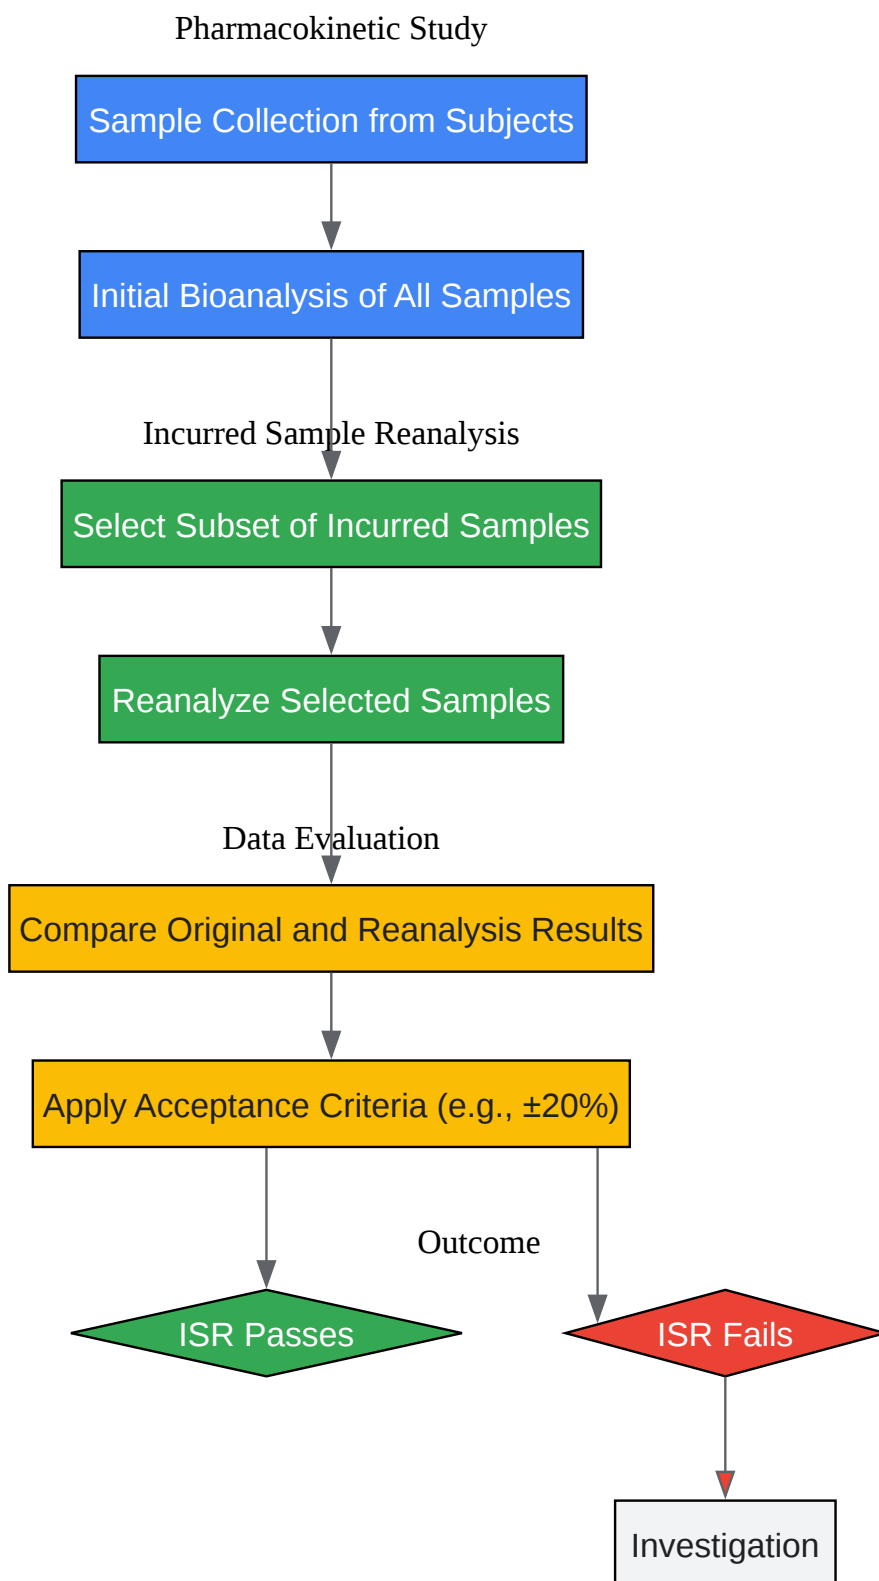 Pharmacokinetic Study
Sample Collection from Subjects
Initial Bioanalysis of All Samples
Incurred Sample Reanalysis
Select Subset of Incurred Samples
Reanalyze Selected Samples
Data Evaluation
Compare Original and Reanalysis Results
Apply Acceptance Criteria (e.g., ±20%)
Outcome
ISR Passes
ISR Fails
Investigation